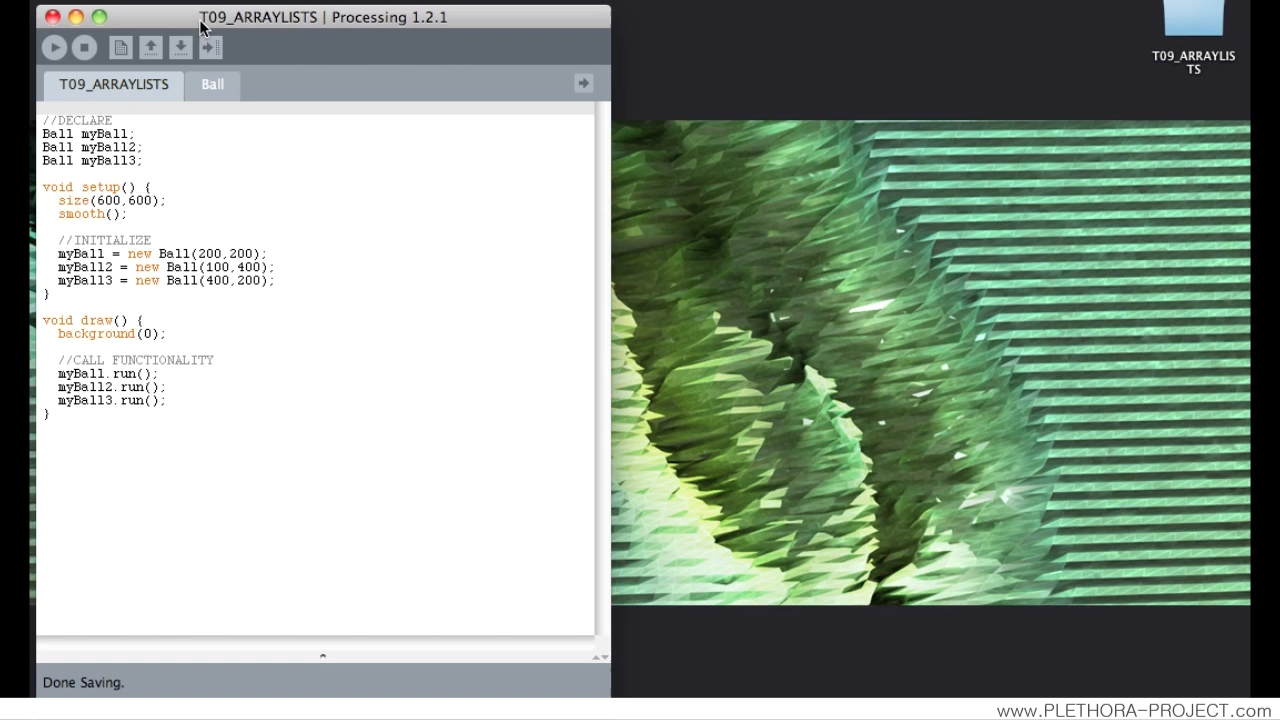 T09_ARRAYLISTS | Processing 1.2.1
T09_ARRAYLISTS
Ball
//DECLARE
Ball myBall;
Ball myBall2;
Ball myBall3;
void setup() {
size(600,600);
smooth();
//INITIALIZE
myBall = new Ball(200,200);
myBall2 = new Ball(100,400);
myBall3 = new Ball(400,200);
}
void draw() {
background(0);
//CALL FUNCTIONALITY
myBall.run();
myBall2.run();
myBall3.run();
}
Done Saving.
T09_ARRAYLIS
TS
www.PLETHORA-PROJECT.com